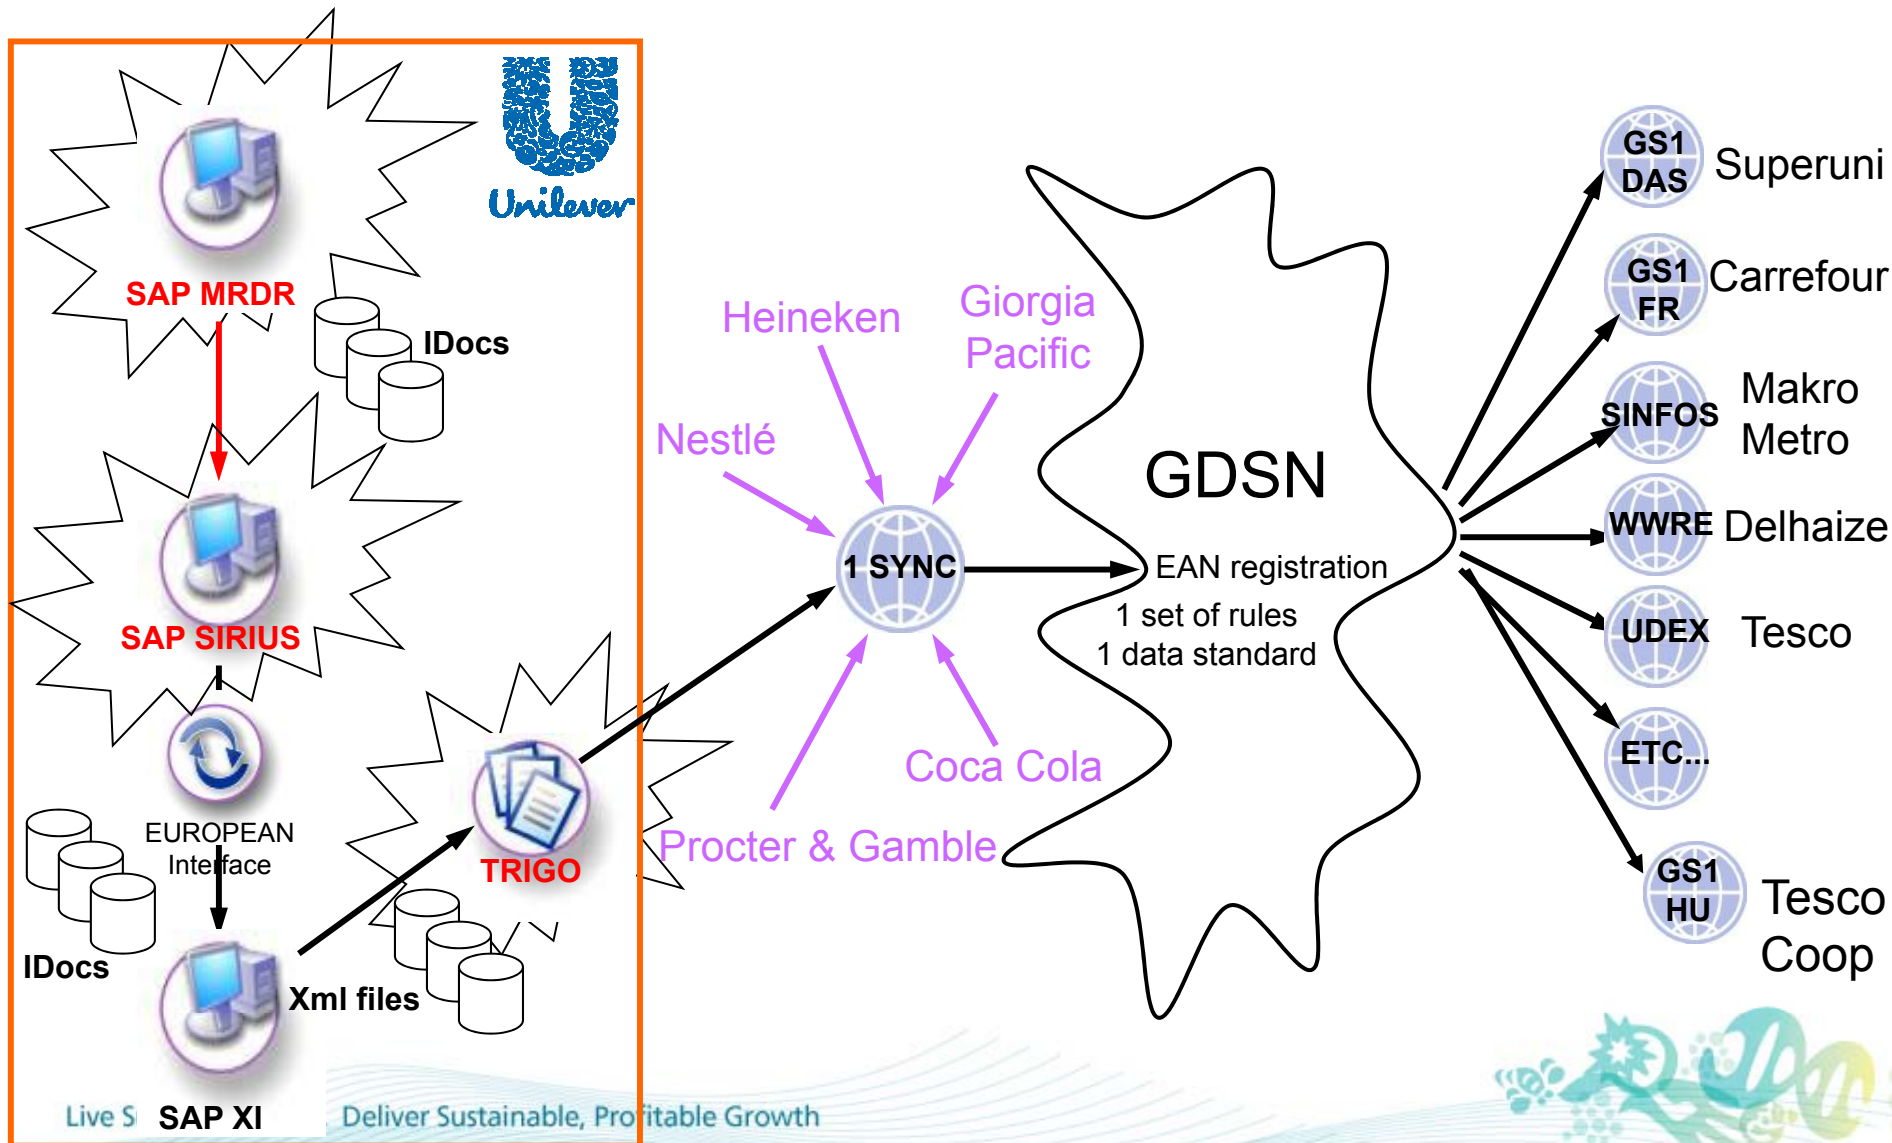 Unilever
SAP MRDR
IDocs
SAP SIRIUS
EUROPEAN
Interface
IDocs
SAP XI
Xml files
TRIGO
Heineken
Giorgia
Pacific
Nestlé
1 SYNC
Coca Cola
Procter & Gamble
GDSN
EAN registration
1 set of rules
1 data standard
GS1
DAS
Superuni
GS1
FR
Carrefour
SINFOS
Makro
Metro
WWRE
Delhaize
UDEX
Tesco
ETC...
GS1
HU
Tesco
Coop
Live S
Deliver Sustainable, Profitable Growth